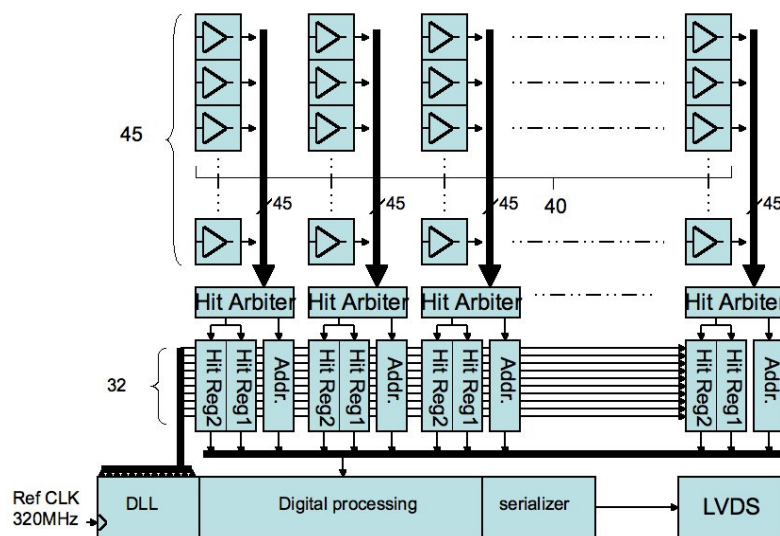 45
45
45
45
45
40
Hit Arbiter
Hit Arbiter
Hit Arbiter
Hit Arbiter
32
Hit Reg2
Hit Reg1
Addr.
Hit Reg2
Hit Reg1
Addr.
Hit Reg2
Hit Reg1
Addr.
Hit Reg2
Hit Reg1
Addr.
Ref CLK
320MHz
DLL
Digital processing
serializer
LVDS